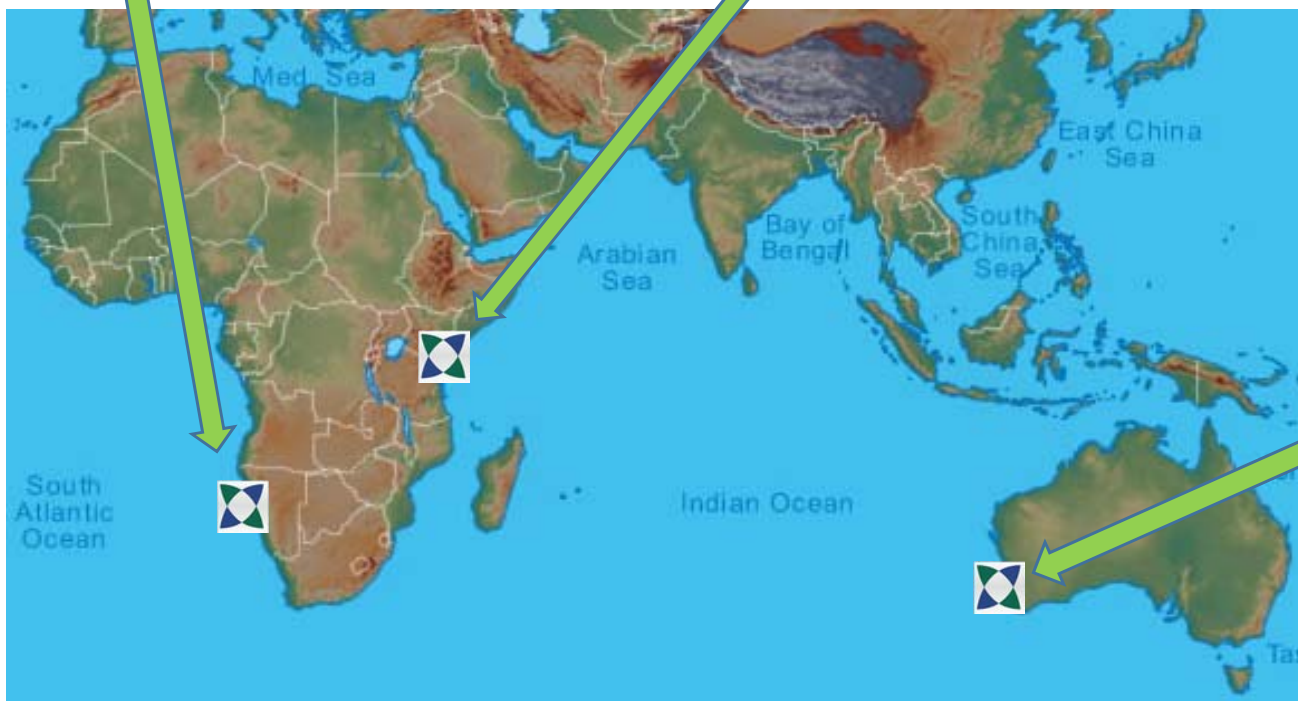 Med. Sea
East China
Sea
Bay of
Bengal
South
China
Sea
Arabian
Sea
South
Atlantic
Ocean
Indian Ocean